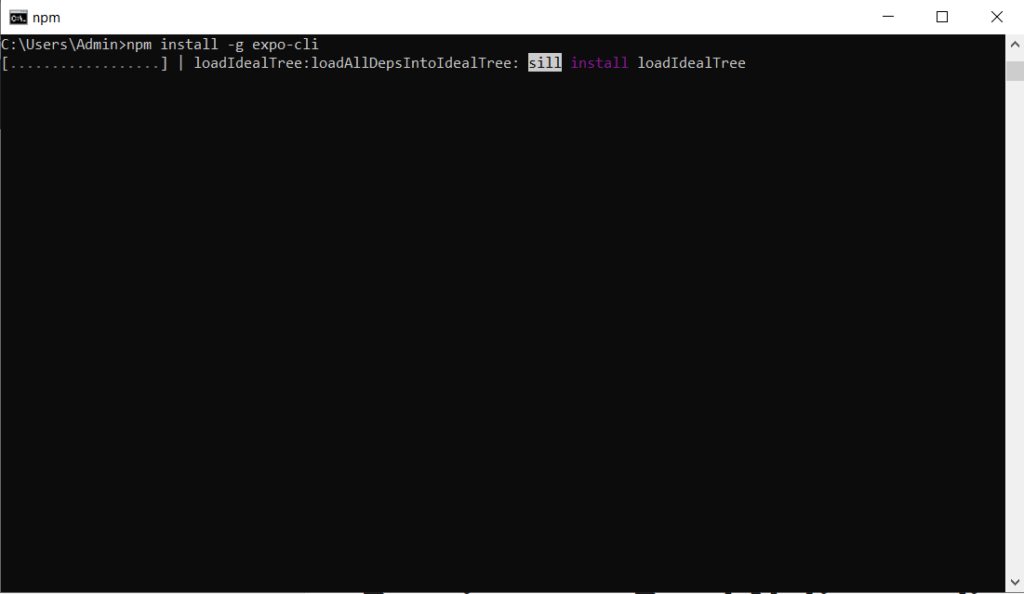 npm
C:\Users\Admin>npm install -g expo-cli
[..................] | loadIdealTree:loadAllDepsIntoIdealTree: sill install loadIdealTree